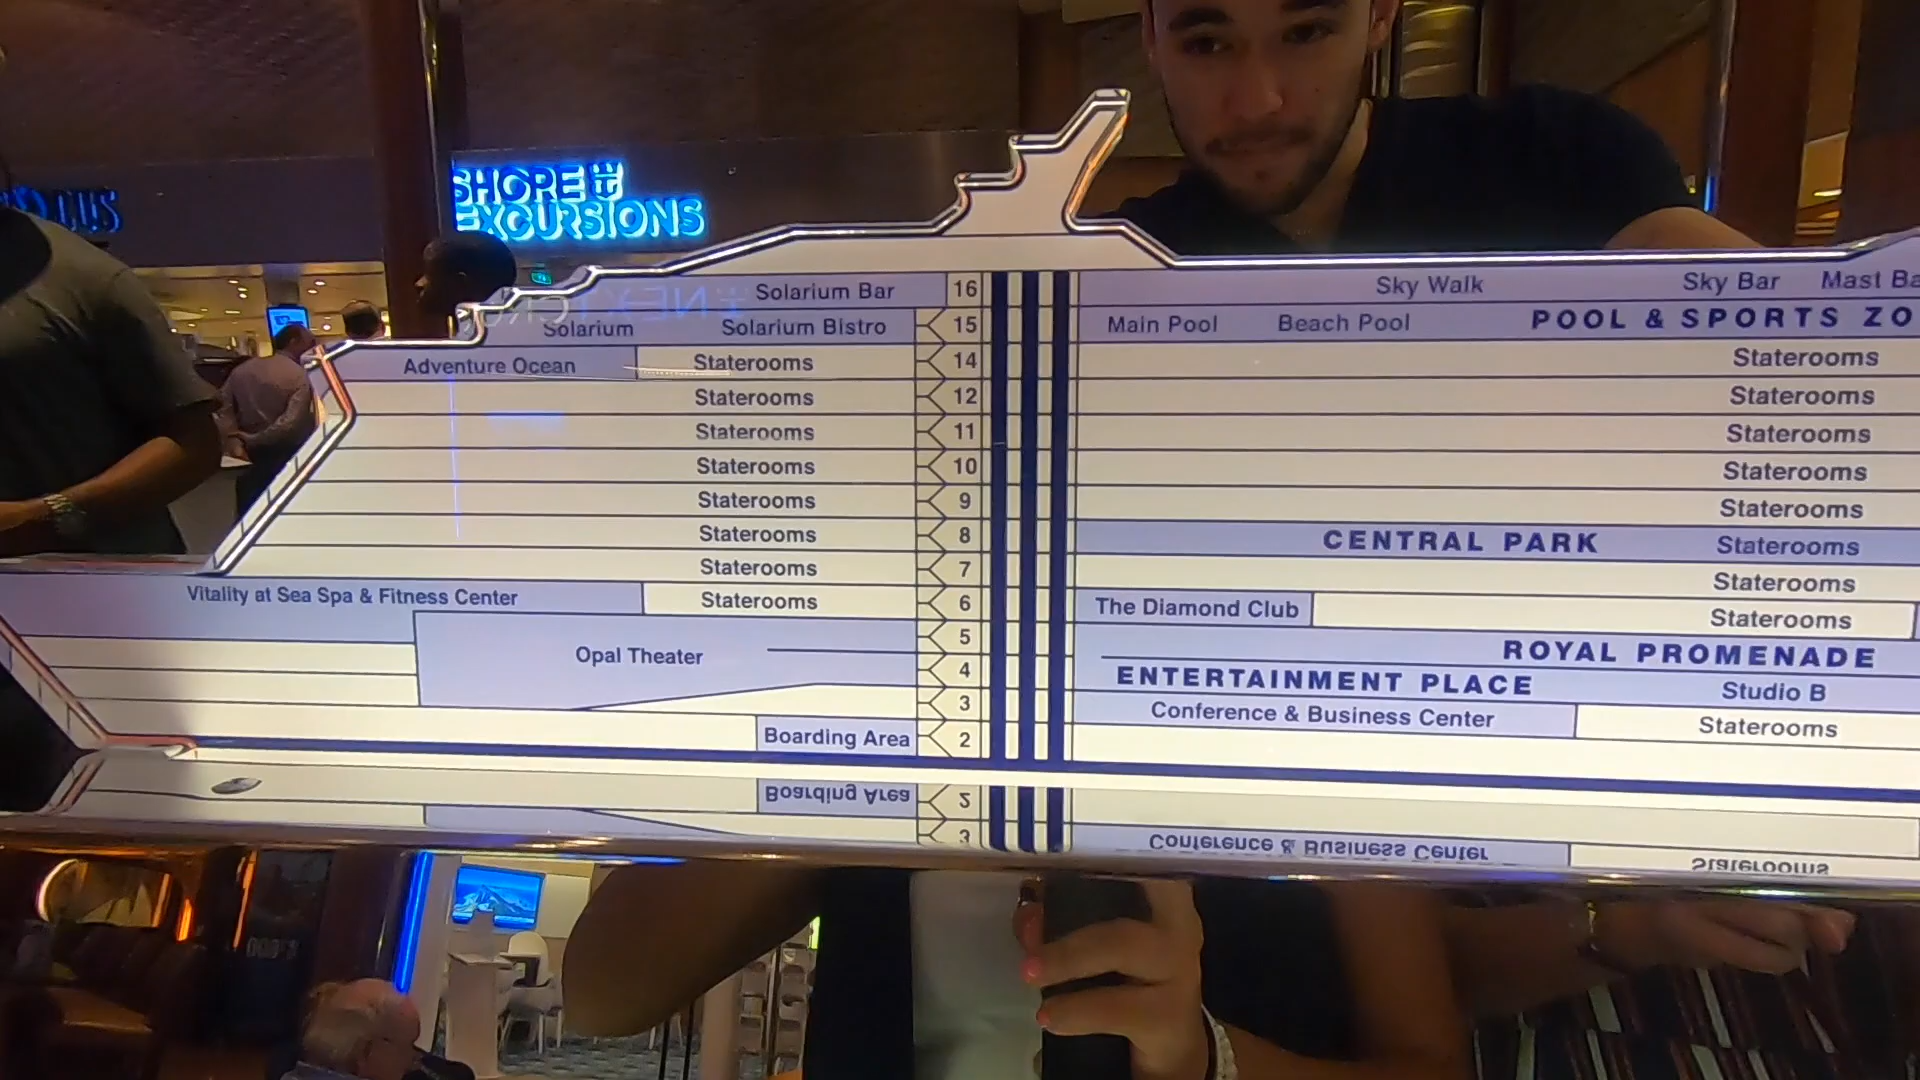 SHORE &
EXCURSIONS
Solarium Bar 16 Sky Walk Sky Bar Mast
Solarium Solarium Bistro 15 Main Pool Beach Pool POOL & SPORTS
Adventure Ocean Staterooms 14 Staterooms
Staterooms 12 Staterooms
Staterooms 11 Staterooms
Staterooms 10 Staterooms
Staterooms 9 Staterooms
Staterooms 8 CENTRAL PARK Staterooms
Staterooms 7 Staterooms
Vitality at Sea Spa & Fitness Center Staterooms 6 The Diamond Club Staterooms
5 ROYAL PROMENADE
Opal Theater 4 ENTERTAINMENT PLACE Studio B
3 Conference & Business Center Staterooms
Boarding Area 2
Boarding Area 2
3 Conference & Business Center Staterooms